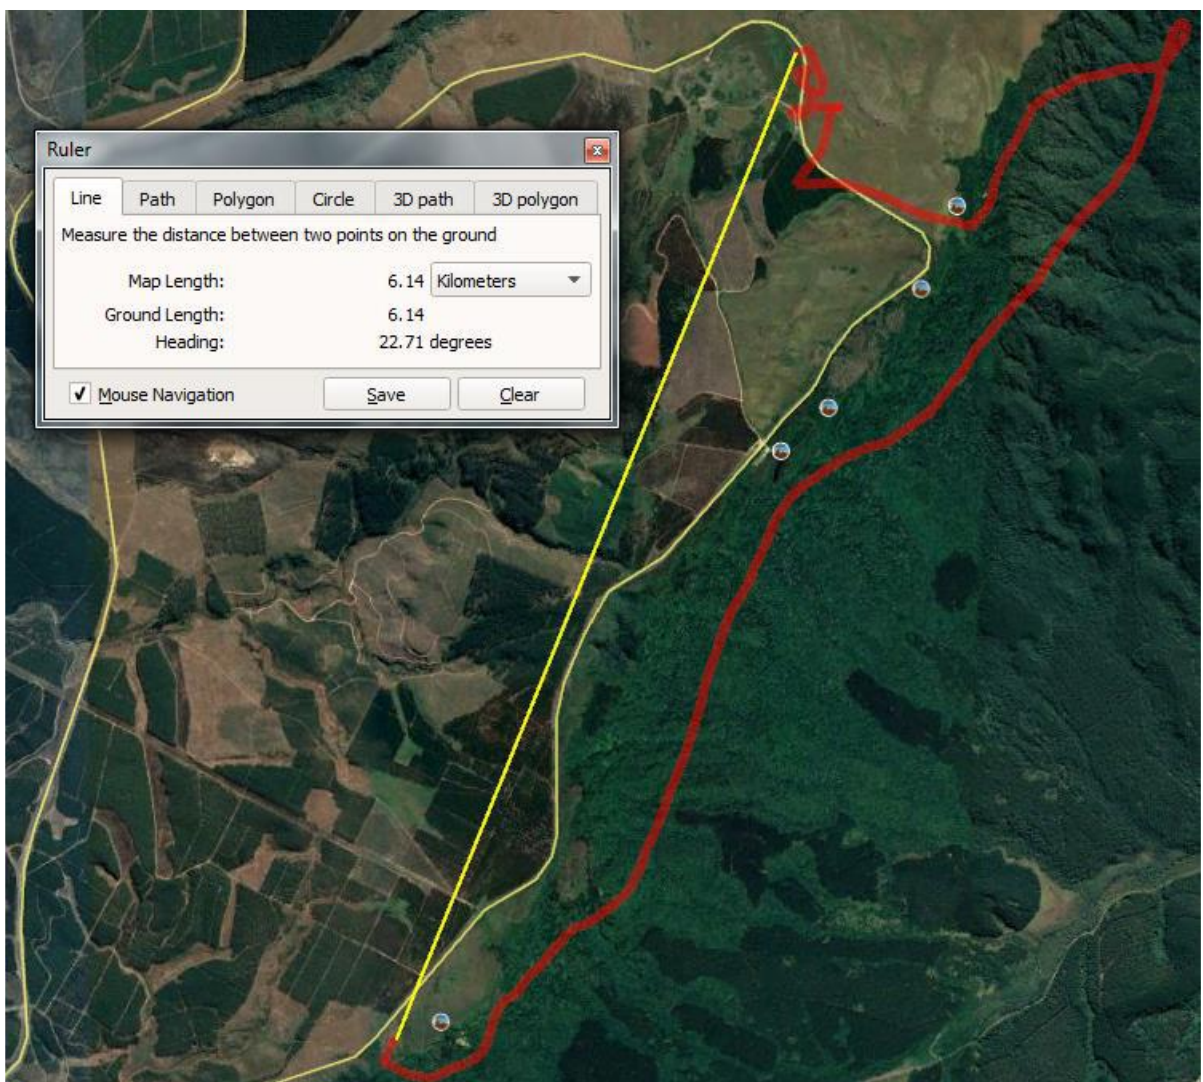 Ruler
Line Path Polygon Circle 3D path 3D polygon
Measure the distance between two points on the ground
Map Length: 6.14 Kilometers
Ground Length: 6.14
Heading: 22.71 degrees
Mouse Navigation Save Clear